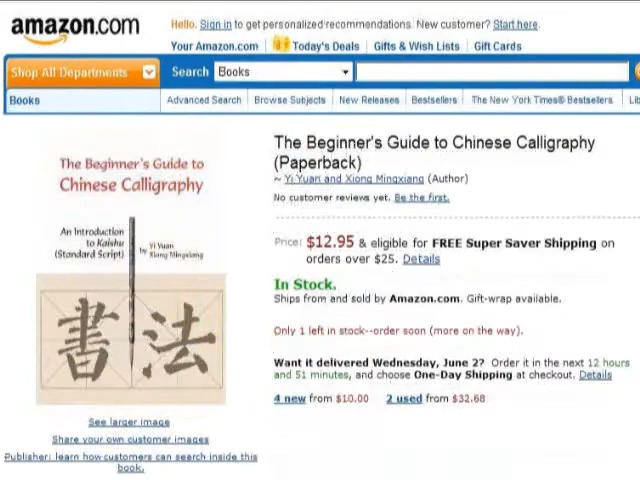 amazon.com
Hello. Sign in to get personalized recommendations. New customer? Start here.
Your Amazon.com
Today's Deals
Gifts & Wish Lists
Gift Cards
Shop All Departments
Search
Books
Books
Advanced Search
Browse Subjects
New Releases
Bestsellers
The New York Times® Bestsellers
The Beginner's Guide to
Chinese Calligraphy
An Introduction
to Kaishu
(Standard Script)
by Yi Yuan
Xiong Mingxiang
書法
See larger image
Share your own customer images
Publisher: learn how customers can search inside this
book.
The Beginner's Guide to Chinese Calligraphy
(Paperback)
~ Yi Yuan and Xiong Mingxiang (Author)
No customer reviews yet. Be the first.
Price: $12.95 & eligible for FREE Super Saver Shipping on
orders over $25. Details
In Stock.
Ships from and sold by Amazon.com. Gift-wrap available.
Only 1 left in stock--order soon (more on the way).
Want it delivered Wednesday, June 2? Order it in the next 12 hours
and 51 minutes, and choose One-Day Shipping at checkout. Details
4 new from $10.00
2 used from $32.68